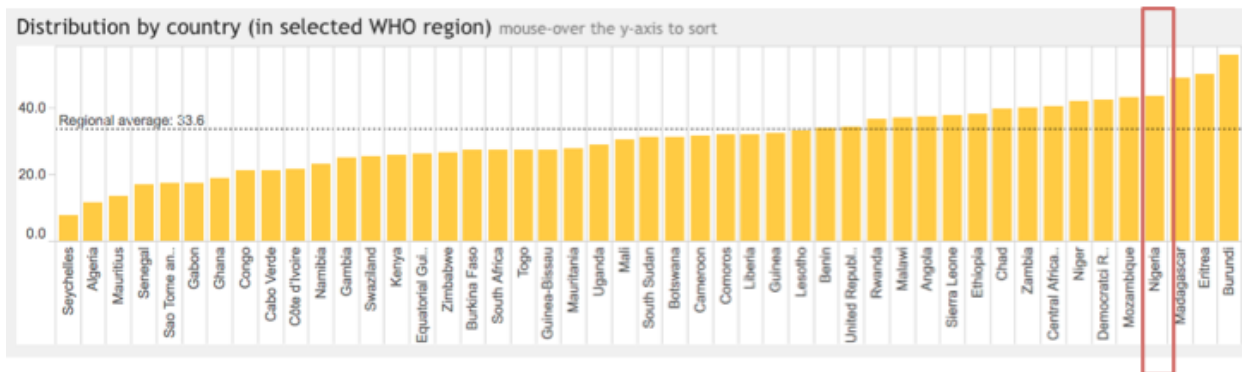 Distribution by country (in selected WHO region) mouse-over the y-axis to sort
40.0
Regional average: 33.6
20.0
0.0
Seychelles
Algeria
Mauritius
Senegal
Sao Tome an..
Gabon
Ghana
Congo
Cabo Verde
Côte d'Ivoire
Namibia
Gambia
Swaziland
Kenya
Equatorial Gui..
Zimbabwe
Burkina Faso
South Africa
Togo
Guinea-Bissau
Mauritania
Uganda
Mali
South Sudan
Botswana
Cameroon
Comoros
Liberia
Guinea
Lesotho
Benin
United Republ..
Rwanda
Malawi
Angola
Sierra Leone
Ethiopia
Chad
Zambia
Central Africa..
Niger
Democratci R..
Mozambique
Nigeria
Madagascar
Eritrea
Burundi